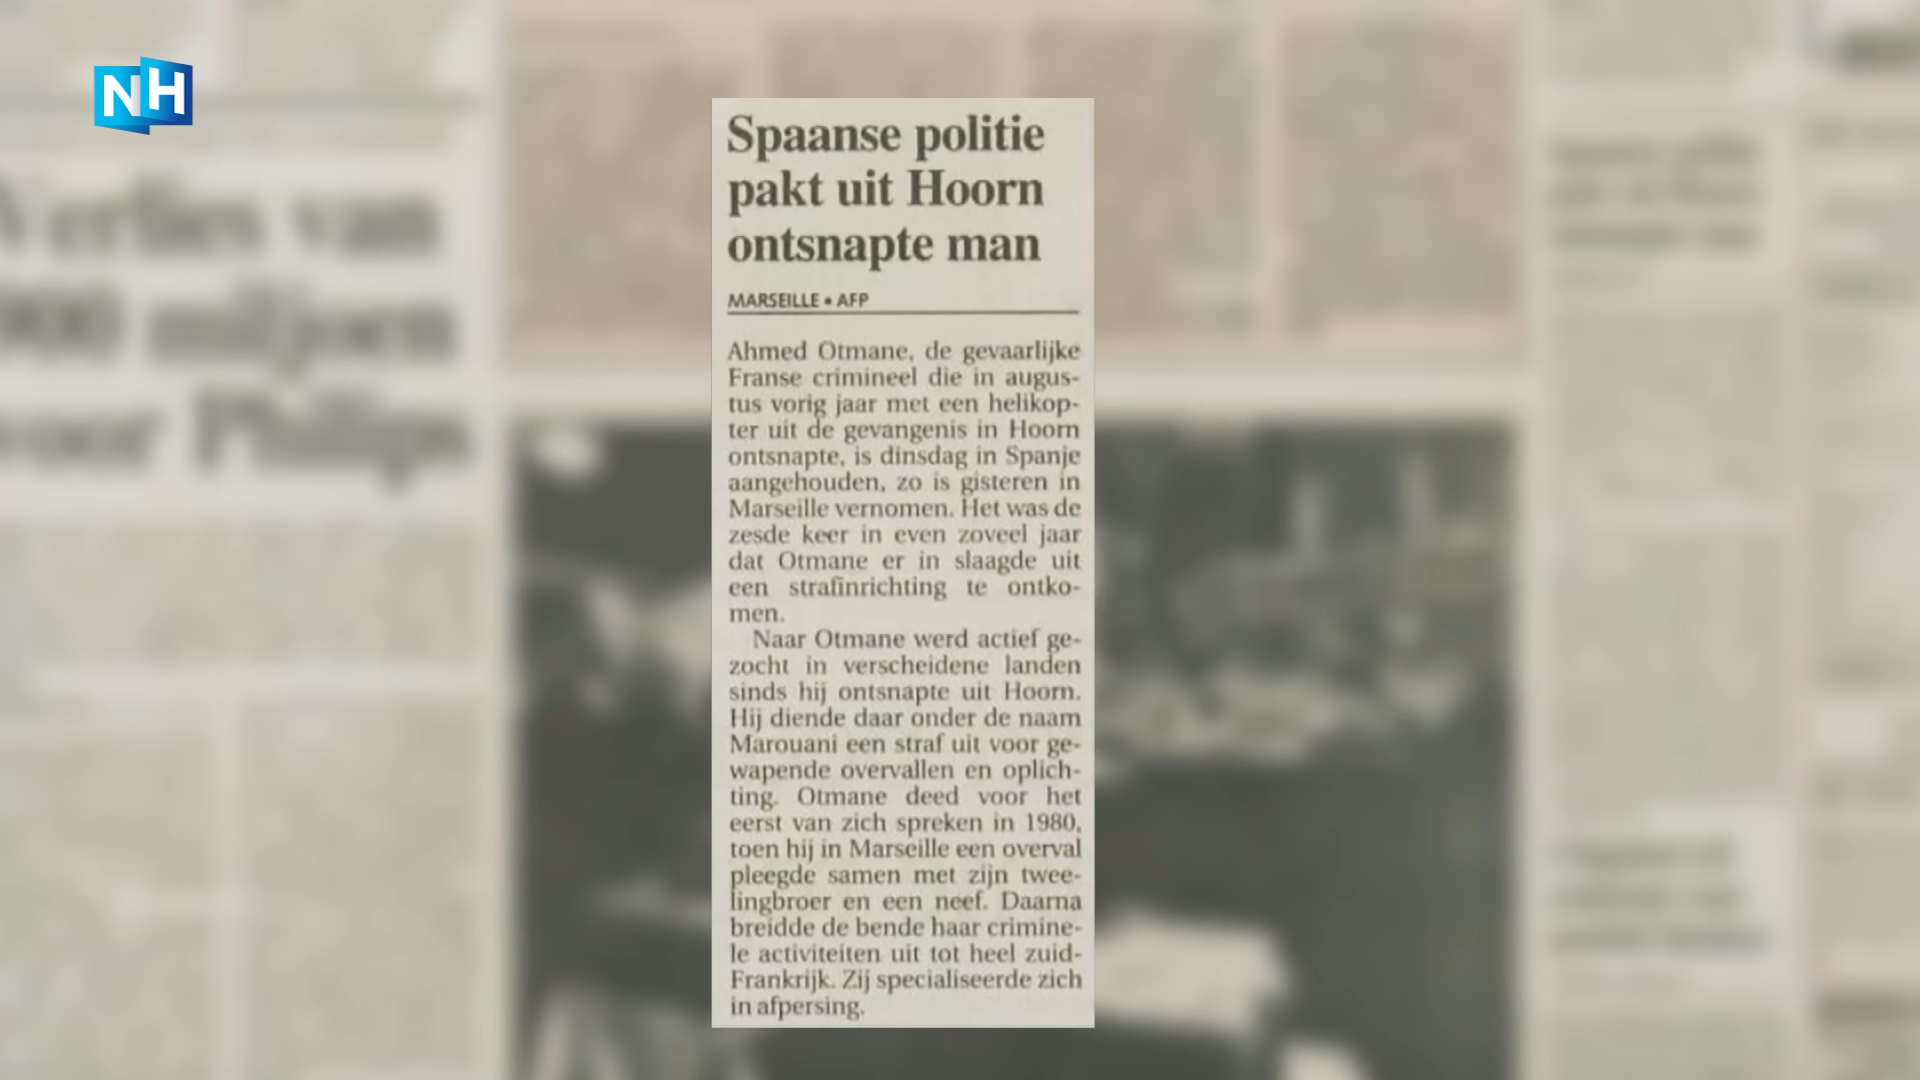 NH
Spaanse politie
pakt uit Hoorn
ontsnapte man
MARSEILLE • AFP
Ahmed Otmane, de gevaarlijke
Franse crimineel die in augus-
tus vorig jaar met een helikop-
ter uit de gevangenis in Hoorn
ontsnapte, is dinsdag in Spanje
aangehouden, zo is gisteren in
Marseille vernomen. Het was de
zesde keer in even zoveel jaar
dat Otmane er in slaagde uit
een strafinrichting te ontko-
men.
Naar Otmane werd actief ge-
zocht in verscheidene landen
sinds hij ontsnapte uit Hoorn.
Hij diende daar onder de naam
Marouani een straf uit voor ge-
wapende overvallen en oplich-
ting. Otmane deed voor het
eerst van zich spreken in 1980,
toen hij in Marseille een overval
pleegde samen met zijn twee-
lingbroer en een neef. Daarna
breidde de bende haar crimine-
le activiteiten uit tot heel zuid-
Frankrijk. Zij specialiseerde zich
in afpersing.
Verlies van
900 miljoen
voor Philips